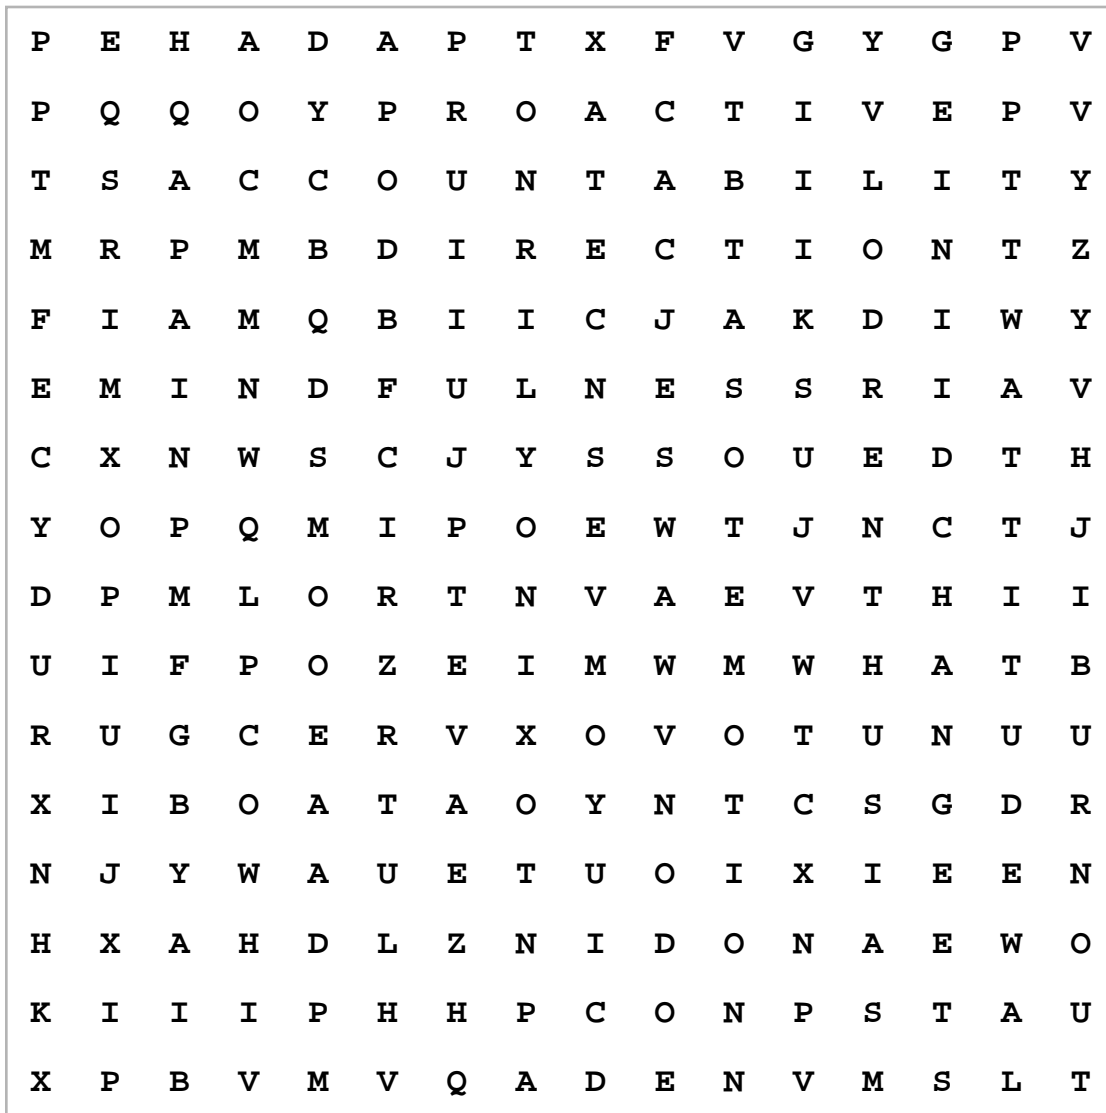 P E H A D A P T X F V G Y G P V
P Q Q O Y P R O A C T I V E P V
T S A C C O U N T A B I L I T Y
M R P M B D I R E C T I O N T Z
F I A M Q B I I C J A K D I W Y
E M I N D F U L N E S S R I A V
C X N W S C J Y S S O U E D T H
Y O P Q M I P O E W T J N C T J
D P M L O R T N V A E V T H I I
U I F P O Z E I M W M W H A T B
R U G C E R V X O V O T U N U U
X I B O A T A O Y N T C S G D R
N J Y W A U E T U O I X I E E N
H X A H D L Z N I D O N A E W O
K I I I P H H P C O N P S T A U
X P B V M V Q A D E N V M S L T